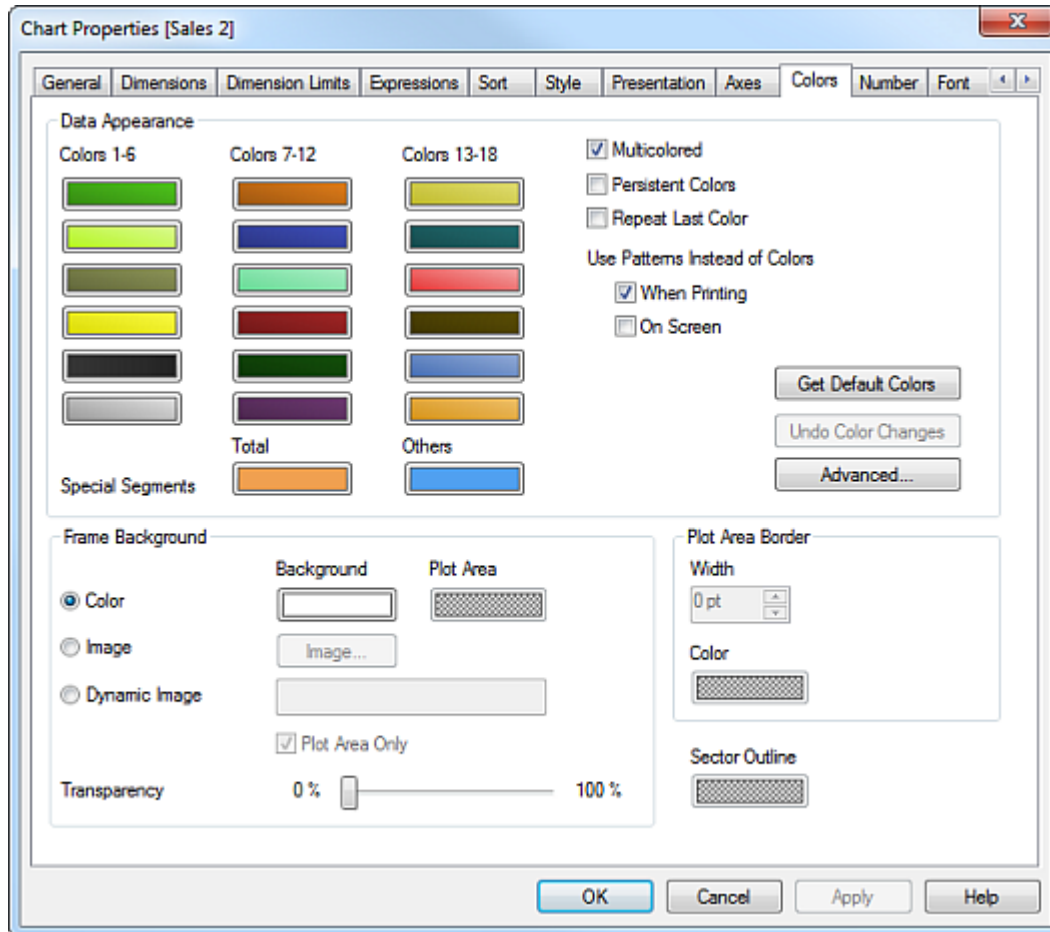 Chart Properties [Sales 2]
General Dimensions Dimension Limits Expressions Sort Style Presentation Axes Colors Number Font
Data Appearance
Colors 1-6 Colors 7-12 Colors 13-18
Multicolored
Persistent Colors
Repeat Last Color
Use Patterns Instead of Colors
When Printing
On Screen
Get Default Colors
Undo Color Changes
Advanced...
Total Others
Special Segments
Frame Background
Background Plot Area
Color
Image Image...
Dynamic Image
Plot Area Only
Transparency 0 % 100 %
Plot Area Border
Width
0 pt
Color
Sector Outline
OK Cancel Apply Help